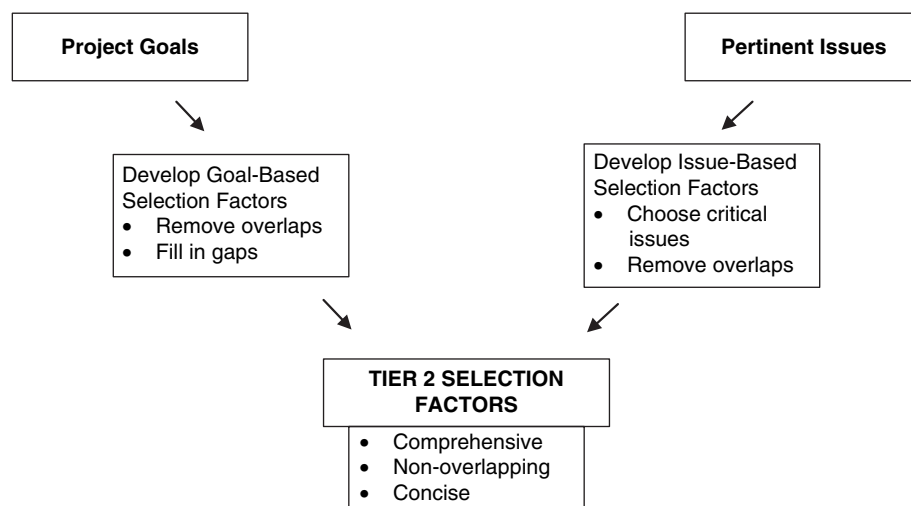 Project Goals
Pertinent Issues
Develop Goal-Based
Selection Factors
• Remove overlaps
• Fill in gaps
Develop Issue-Based
Selection Factors
• Choose critical
issues
• Remove overlaps
TIER 2 SELECTION
FACTORS
• Comprehensive
• Non-overlapping
• Concise